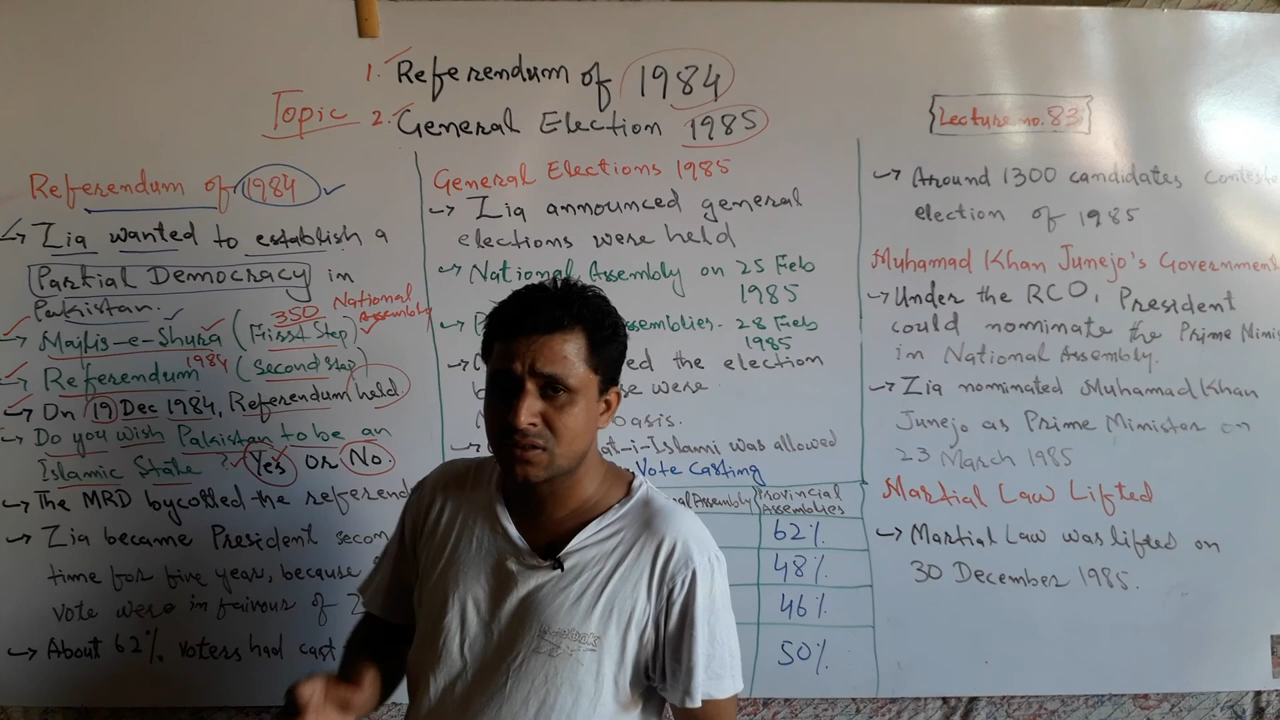 1. Referendum of 1984
Topic 2. General Election 1985
Lecture no. 83
Referendum of 1984
Zia wanted to establish a
Partial Democracy in
Pakistan.
Majlis-e-Shura (First Step)
350 National Assembly
Referendum 1984 (Second step)
On 19 Dec 1984, Referendum held.
Do you wish Pakistan to be an
Islamic State? Yes or No.
The MRD bycotted the referend
Zia became President secon
time for five year, because
vote were in faivour of
About 62% voters had cast
General Elections 1985
Zia announced general
elections were held
National Assembly on 25 Feb
1985
ssemblies. 28 Feb
1985
ed the election
se were
basis.
at-i-Islami was allowed
Vote Casting
al Assembly Provincial
Assemblies
62%
48%
46%
50%
Around 1300 candidates conteste
election of 1985
Muhamad Khan Junejo's Government
Under the RCO, President
could nominate the Prime Mini
in National Assembly.
Zia nominated Muhamad Khan
Junejo as Prime Minister on
23 March 1985
Martial Law Lifted
Martial Law was lifted on
30 December 1985.
Reebok